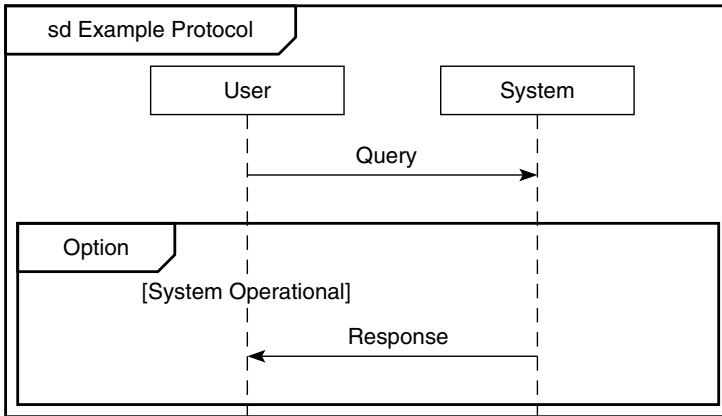 sd Example Protocol
User
System
Query
Option
[System Operational]
Response